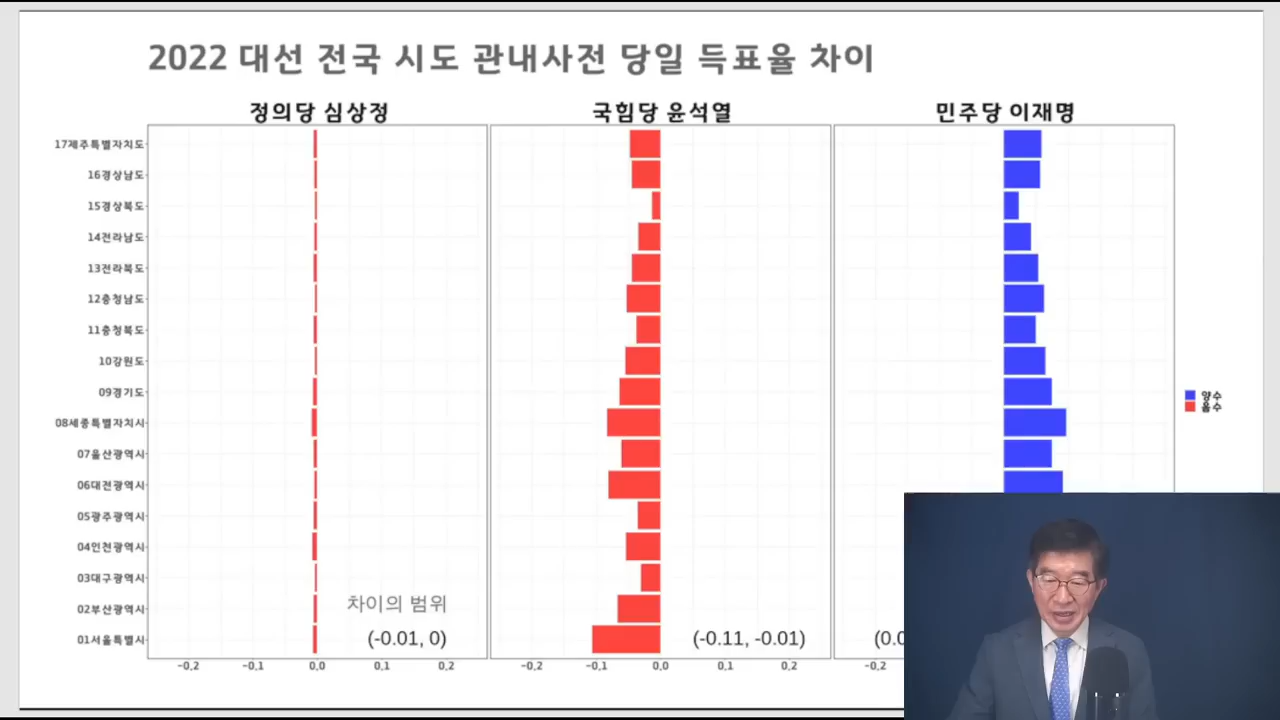 2022 대선 전국 시도 관내사전 당일 득표율 차이
정의당 심상정
국힘당 윤석열
민주당 이재명
17제주특별자치도
16경상남도
15경상북도
14전라남도
13전라북도
12충청남도
11충청북도
10강원도
09경기도
08세종특별자치시
07울산광역시
06대전광역시
05광주광역시
04인천광역시
03대구광역시
02부산광역시
01서울특별시
차이의 범위
(-0.01, 0)
(-0.11, -0.01)
(0.0
-0.2 -0.1 0.0 0.1 0.2
-0.2 -0.1 0.0 0.1 0.2
-0.2
양수
음수